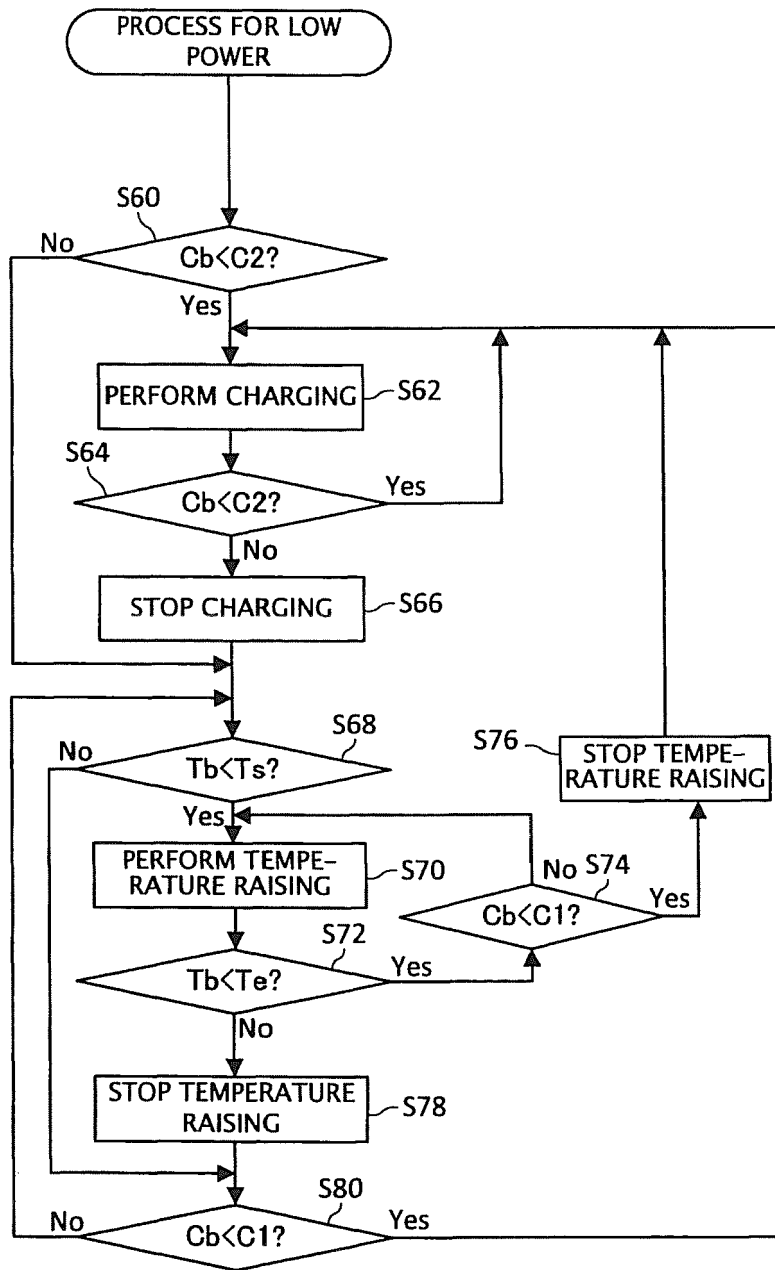 PROCESS FOR LOW
POWER
S60
No
Cb<C2?
Yes
PERFORM CHARGING
S62
S64
Cb<C2?
Yes
No
STOP CHARGING
S66
S68
No
Tb<Ts?
Yes
S76
STOP TEMPE-
RATURE RAISING
PERFORM TEMPE-
RATURE RAISING
S70
No
S74
Cb<C1?
Yes
S72
Tb<Te?
Yes
No
STOP TEMPERATURE
RAISING
S78
S80
No
Cb<C1?
Yes